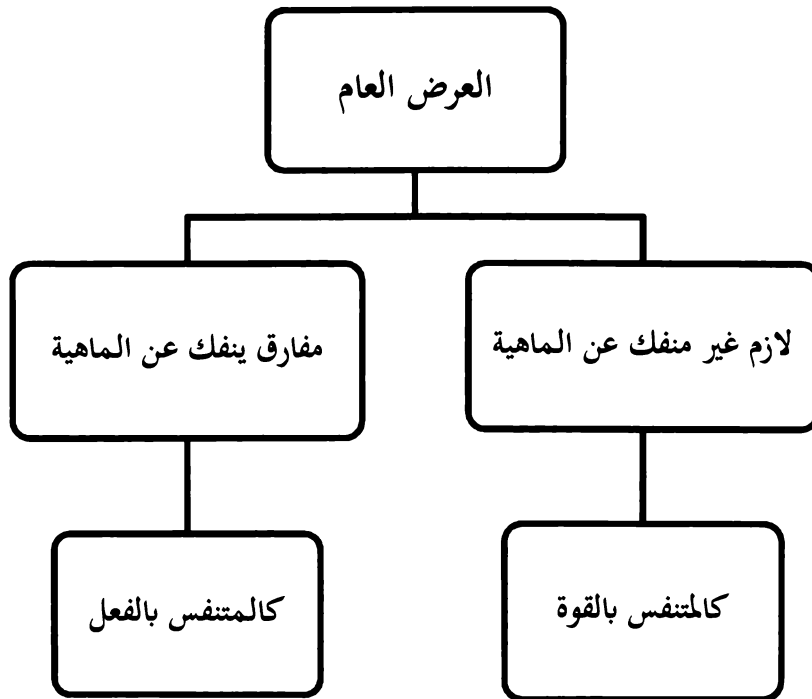 العرض العام
لازم غير منفك عن الماهية
مفارق ينفك عن الماهية
كالمتنفس بالقوة
كالمتنفس بالفعل